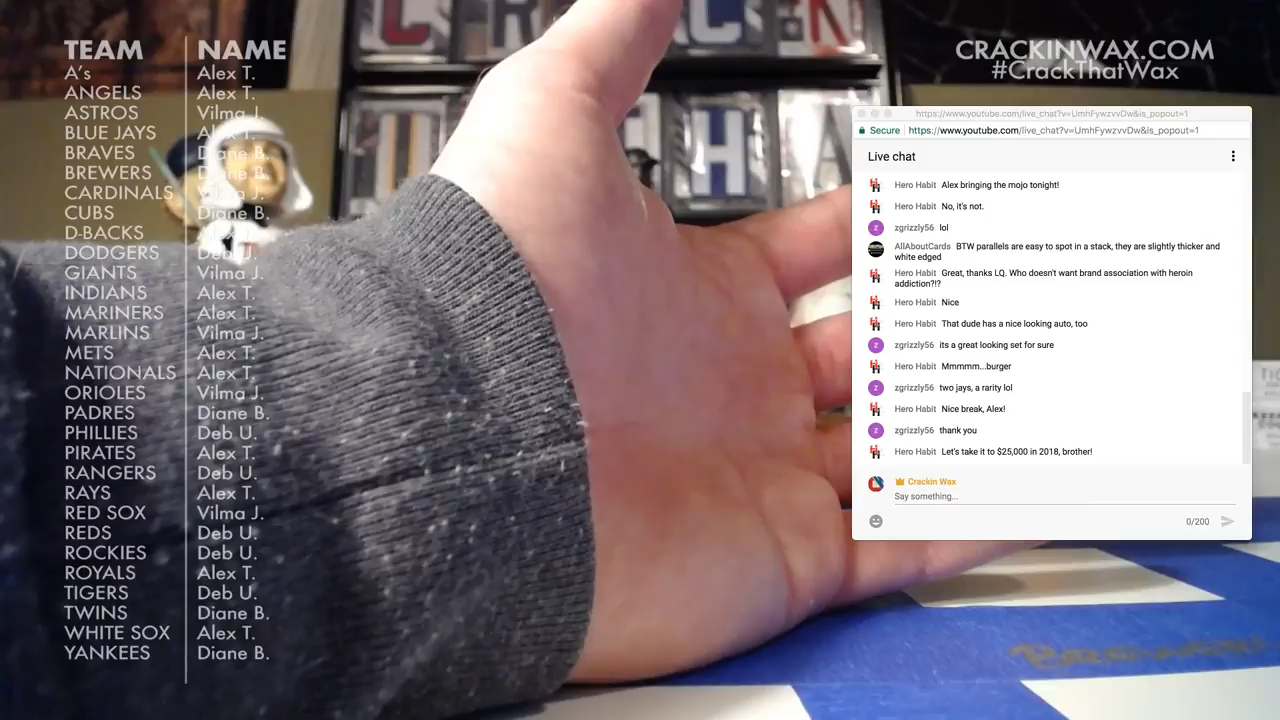 TEAM NAME
A's Alex T.
ANGELS Alex T.
ASTROS Vilma J.
BLUE JAYS Alex T.
BRAVES Diane B.
BREWERS Diane B.
CARDINALS Vilma J.
CUBS Diane B.
D-BACKS Alex T.
DODGERS Deb U.
GIANTS Vilma J.
INDIANS Alex T.
MARINERS Alex T.
MARLINS Vilma J.
METS Alex T.
NATIONALS Alex T.
ORIOLES Vilma J.
PADRES Diane B.
PHILLIES Deb U.
PIRATES Alex T.
RANGERS Deb U.
RAYS Alex T.
RED SOX Vilma J.
REDS Deb U.
ROCKIES Deb U.
ROYALS Alex T.
TIGERS Deb U.
TWINS Diane B.
WHITE SOX Alex T.
YANKEES Diane B.
CRACKINWAX.COM
#CrackThatWax
https://www.youtube.com/live_chat?v=UmhFywzvvDw&is_popout=1
Secure https://www.youtube.com/live_chat?v=UmhFywzvvDw&is_popout=1
Live chat
Hero Habit Alex bringing the mojo tonight!
Hero Habit No, it's not.
zgrizzly56 lol
AllAboutCards BTW parallels are easy to spot in a stack, they are slightly thicker and
white edged
Hero Habit Great, thanks LQ. Who doesn't want brand association with heroin
addiction?!?
Hero Habit Nice
Hero Habit That dude has a nice looking auto, too
zgrizzly56 its a great looking set for sure
Hero Habit Mmmmm...burger
zgrizzly56 two jays, a rarity lol
Hero Habit Nice break, Alex!
zgrizzly56 thank you
Hero Habit Let's take it to $25,000 in 2018, brother!
Crackin Wax
Say something...
0/200